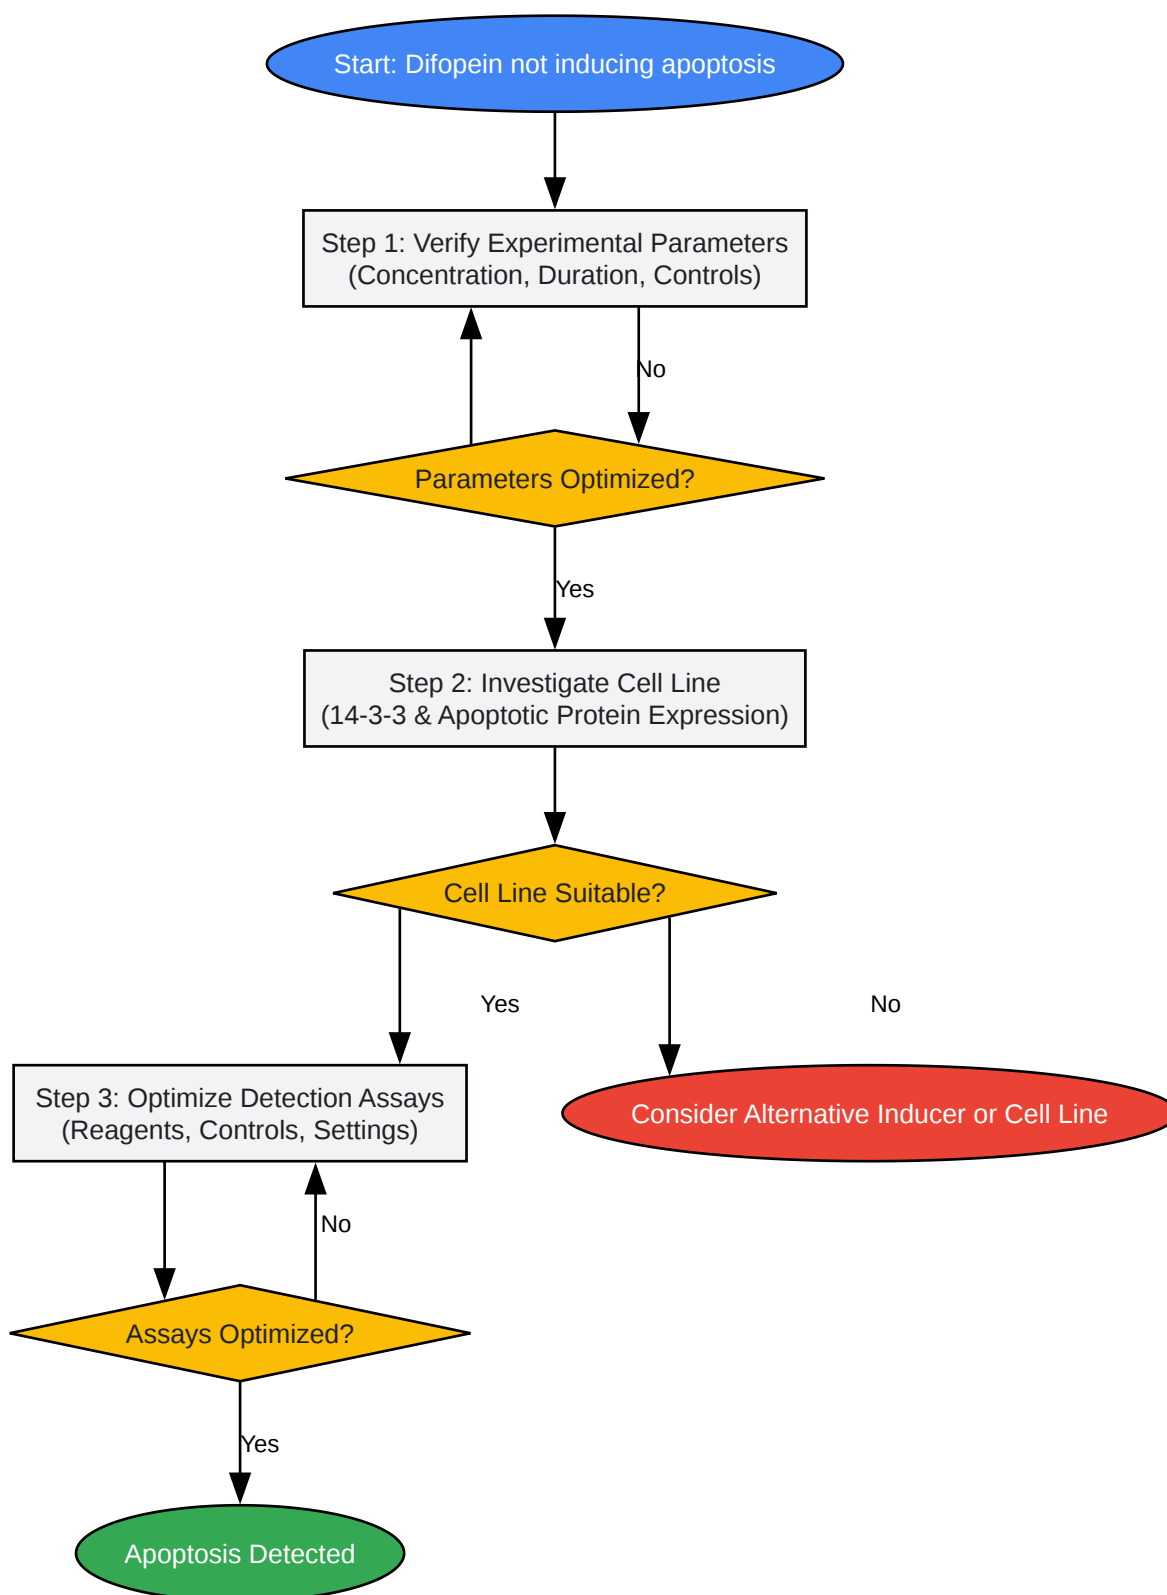 Start: Difopein not inducing apoptosis
Step 1: Verify Experimental Parameters
(Concentration, Duration, Controls)
No
Parameters Optimized?
Yes
Step 2: Investigate Cell Line
(14-3-3 & Apoptotic Protein Expression)
Cell Line Suitable?
Yes
No
Step 3: Optimize Detection Assays
(Reagents, Controls, Settings)
Consider Alternative Inducer or Cell Line
No
Assays Optimized?
Yes
Apoptosis Detected